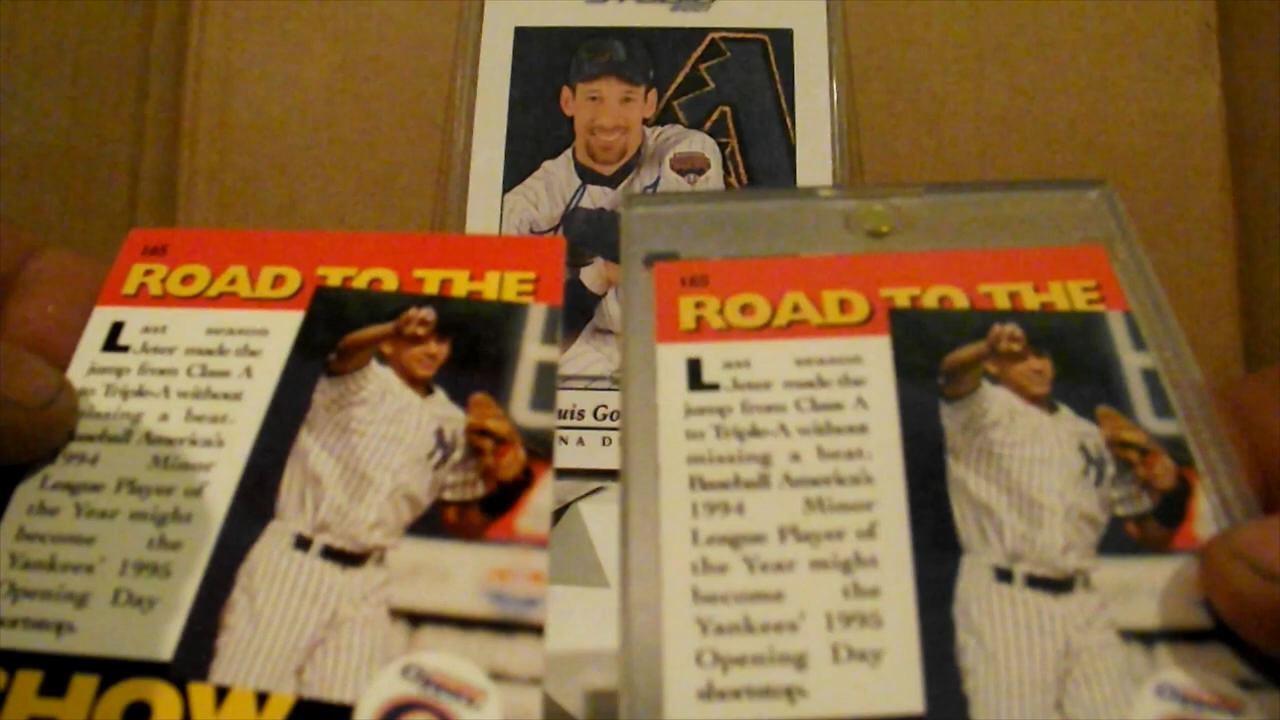 165
ROAD TO THE
Last season
Jeter made the
jump from Class A
to Triple-A without
missing a beat.
Baseball America's
1994 Minor
League Player of
the Year might
become the
Yankees' 1995
Opening Day
shortstop.
SHOW
uis Go
NA D
165
ROAD TO THE
Last season
Jeter made the
jump from Class A
to Triple-A without
missing a beat.
Baseball America's
1994 Minor
League Player of
the Year might
become the
Yankees' 1995
Opening Day
shortstop.